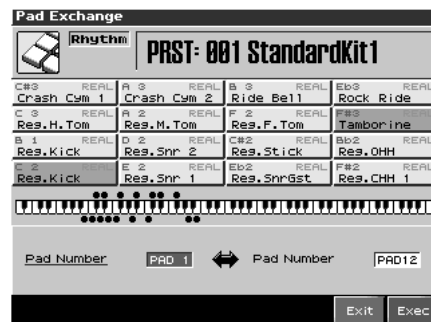 Pad Exchange
Rhythm
PRST: 001 StandardKit1
C#3 REAL A 3 REAL B 3 REAL Eb3 REAL
Crash Cym 1 Crash Cym 2 Ride Bell Rock Ride
C 3 REAL A 2 REAL F 2 REAL F#3 REAL
Reg.H.Tom Reg.M.Tom Reg.F.Tom Tamborine
B 1 REAL D 2 REAL C#2 REAL Bb2 REAL
Reg.Kick Reg.Snr 2 Reg.Stick Reg.OHH
C 2 REAL E 2 REAL Eb2 REAL F#2 REAL
Reg.Kick Reg.Snr 1 Reg.SnrGst Reg.CHH 1
Pad Number PAD 1 Pad Number PAD12
Exit Exec